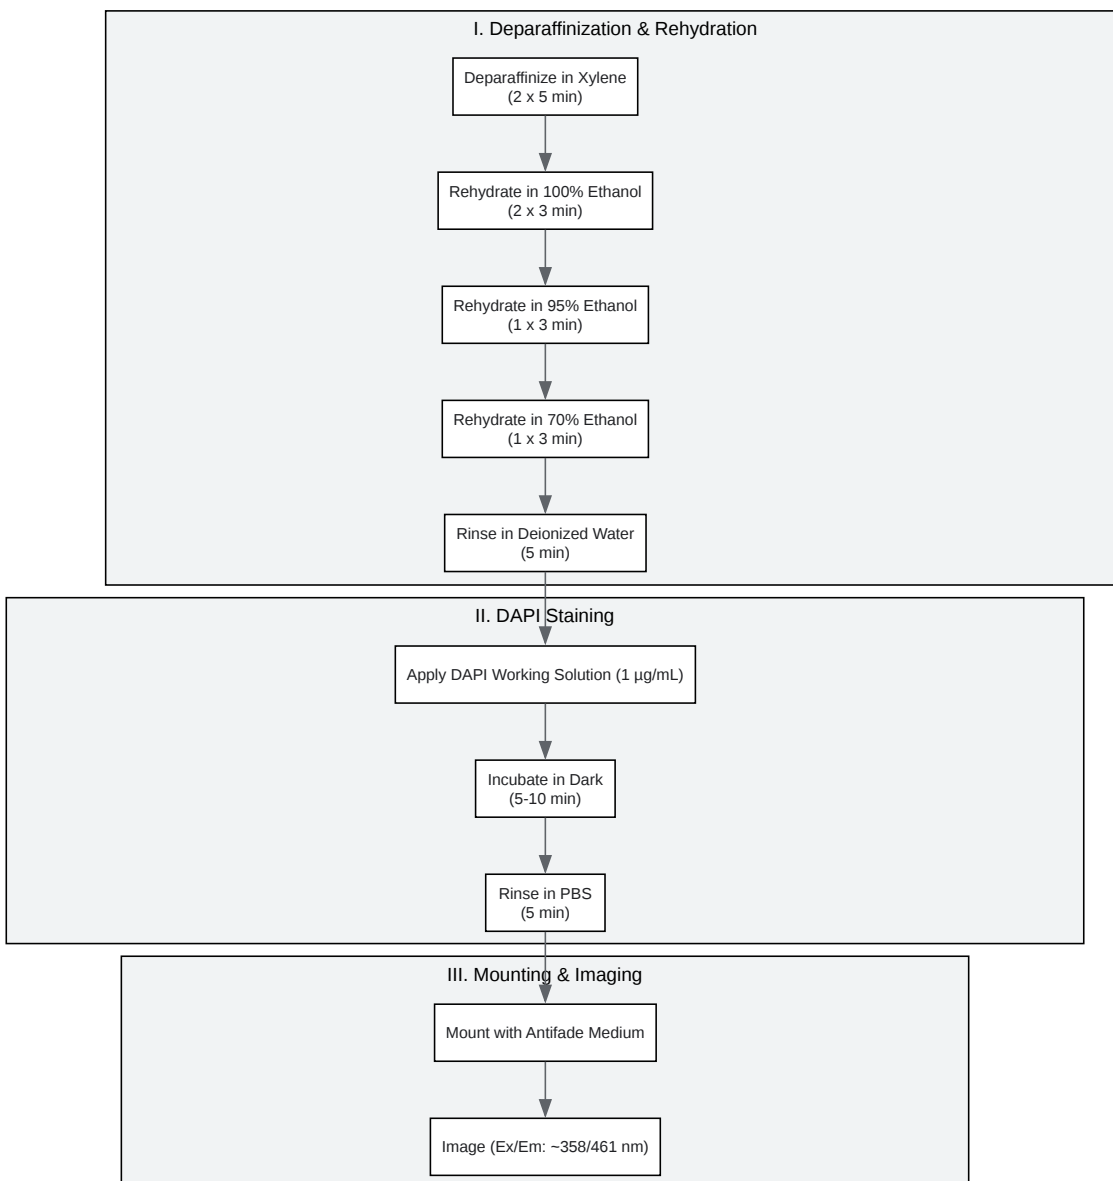 I. Deparaffinization & Rehydration
Deparaffinize in Xylene
(2 x 5 min)
Rehydrate in 100% Ethanol
(2 x 3 min)
Rehydrate in 95% Ethanol
(1 x 3 min)
Rehydrate in 70% Ethanol
(1 x 3 min)
Rinse in Deionized Water
(5 min)
II. DAPI Staining
Apply DAPI Working Solution (1 µg/mL)
Incubate in Dark
(5-10 min)
Rinse in PBS
(5 min)
III. Mounting & Imaging
Mount with Antifade Medium
Image (Ex/Em: ~358/461 nm)